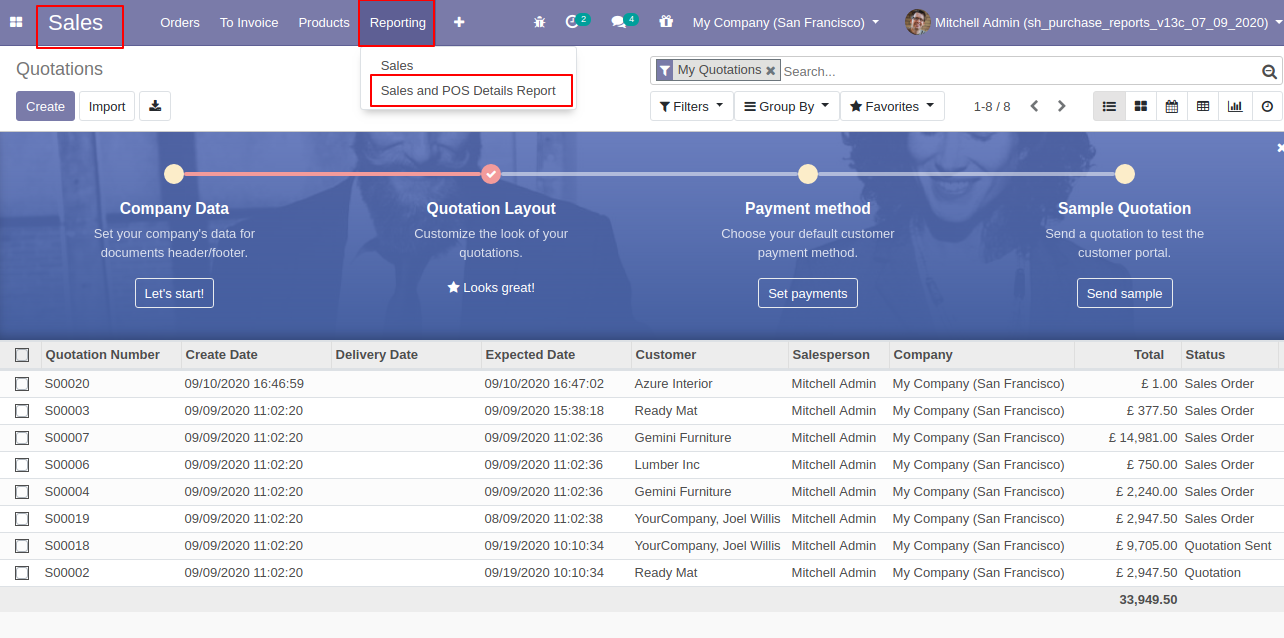 Sales Orders To Invoice Products Reporting 2 4 My Company (San Francisco) Mitchell Admin (sh_purchase_reports_v13c_07_09_2020)
Sales
Sales and POS Details Report
Quotations
My Quotations Search...
Create Import
Filters Group By Favorites 1-8 / 8
Company Data
Set your company's data for
documents header/footer.
Let's start!
Quotation Layout
Customize the look of your
quotations.
Looks great!
Payment method
Choose your default customer
payment method.
Set payments
Sample Quotation
Send a quotation to test the
customer portal.
Send sample
Quotation Number Create Date Delivery Date Expected Date Customer Salesperson Company Total Status
S00020 09/10/2020 16:46:59 09/10/2020 16:47:02 Azure Interior Mitchell Admin My Company (San Francisco) £ 1.00 Sales Order
S00003 09/09/2020 11:02:20 09/09/2020 15:38:18 Ready Mat Mitchell Admin My Company (San Francisco) £ 377.50 Sales Order
S00007 09/09/2020 11:02:20 09/09/2020 11:02:36 Gemini Furniture Mitchell Admin My Company (San Francisco) £ 14,981.00 Sales Order
S00006 09/09/2020 11:02:20 09/09/2020 11:02:36 Lumber Inc Mitchell Admin My Company (San Francisco) £ 750.00 Sales Order
S00004 09/09/2020 11:02:20 09/09/2020 11:02:36 Gemini Furniture Mitchell Admin My Company (San Francisco) £ 2,240.00 Sales Order
S00019 09/09/2020 11:02:20 08/09/2020 11:02:38 YourCompany, Joel Willis Mitchell Admin My Company (San Francisco) £ 2,947.50 Sales Order
S00018 09/09/2020 11:02:20 09/19/2020 10:10:34 YourCompany, Joel Willis Mitchell Admin My Company (San Francisco) £ 9,705.00 Quotation Sent
S00002 09/09/2020 11:02:20 09/19/2020 10:10:34 Ready Mat Mitchell Admin My Company (San Francisco) £ 2,947.50 Quotation
33,949.50